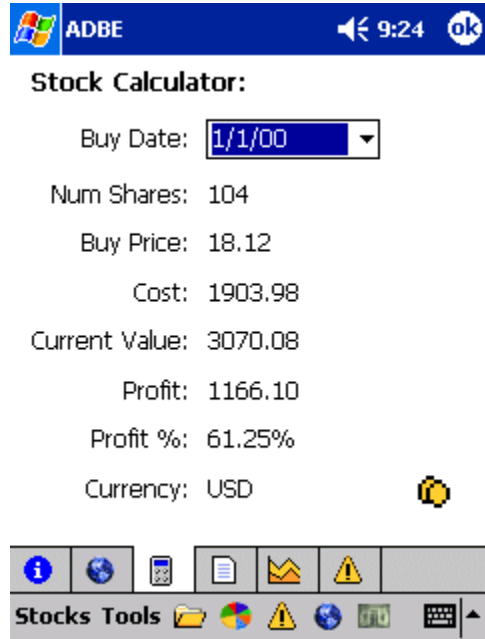 ADBE 9:24 ok
Stock Calculator:
Buy Date: 1/1/00
Num Shares: 104
Buy Price: 18.12
Cost: 1903.98
Current Value: 3070.08
Profit: 1166.10
Profit %: 61.25%
Currency: USD
Stocks Tools